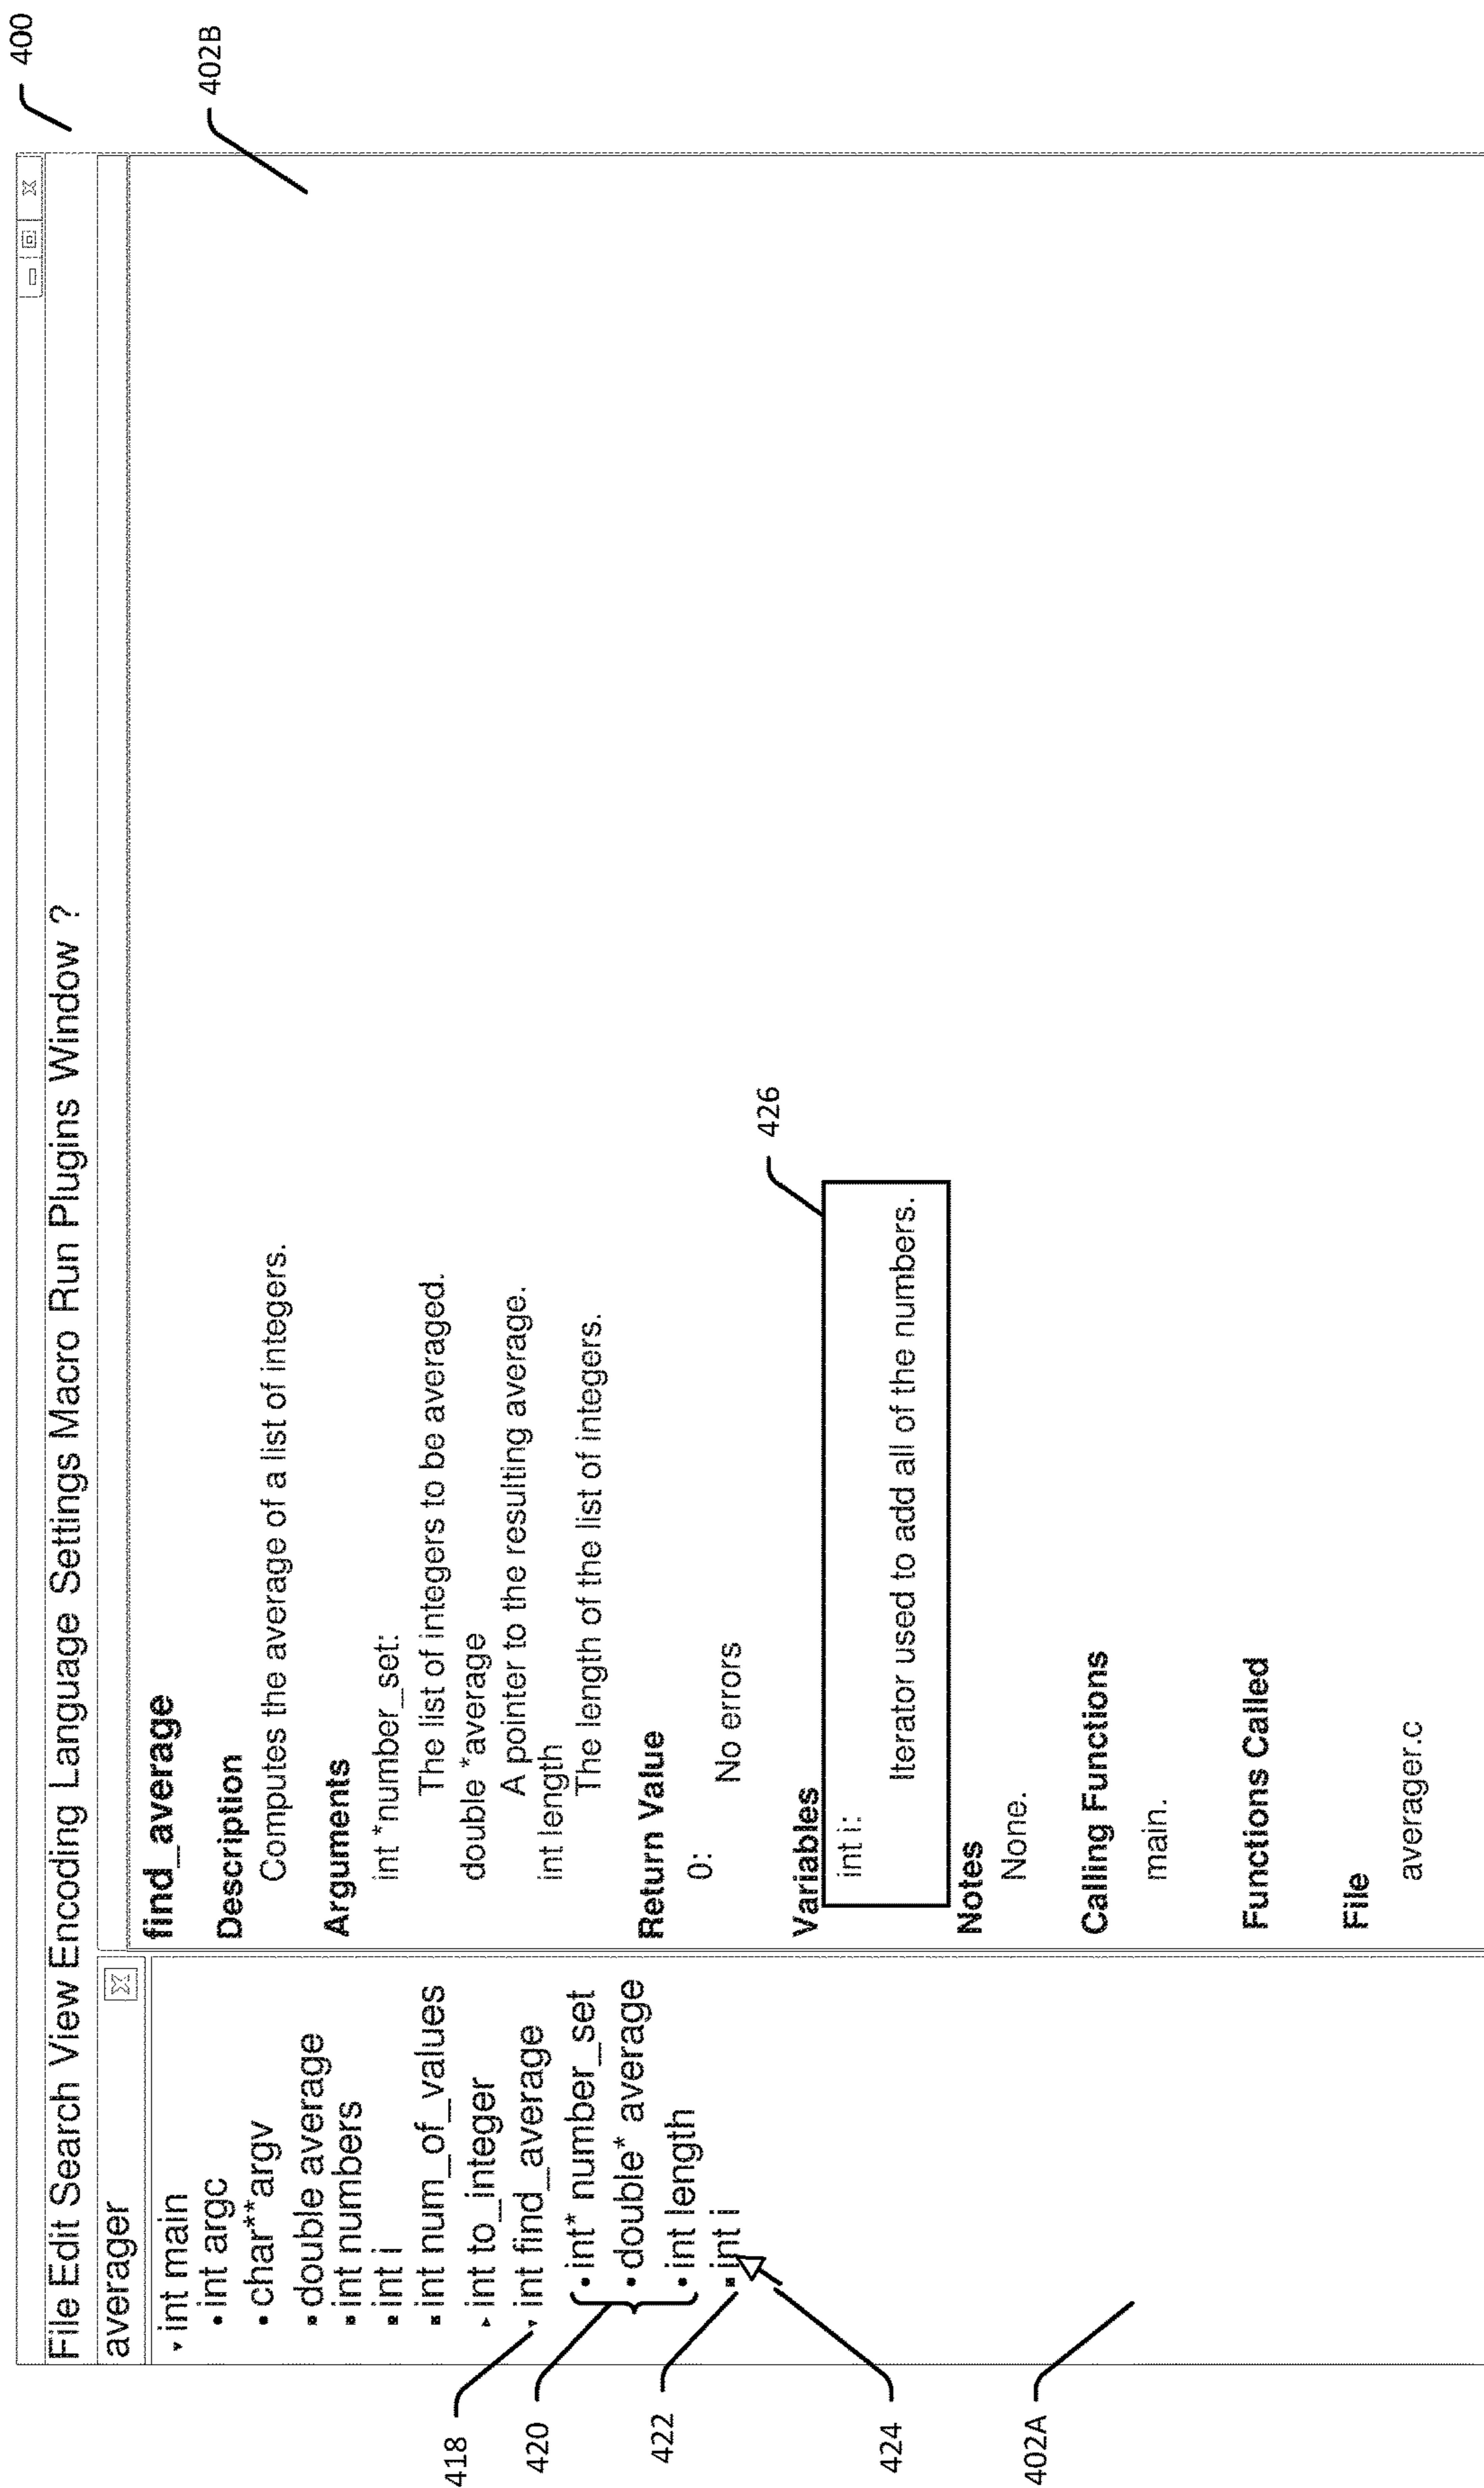 400
File Edit Search View Encoding Language Settings Macro Run Plugins Window ?
averager
402B
int main
int argc
char**argv
double average
int numbers
int i
int num_of_values
int to_integer
418
int find_average
420
int* number_set
double* average
int length
422
int i
424
402A
find_average
Description
Computes the average of a list of integers.
Arguments
int *number_set:
The list of integers to be averaged.
double *average
A pointer to the resulting average.
int length
The length of the list of integers.
Return Value
0:
No errors
Variables
426
int i:
Iterator used to add all of the numbers.
Notes
None.
Calling Functions
main.
Functions Called
File
averager.c